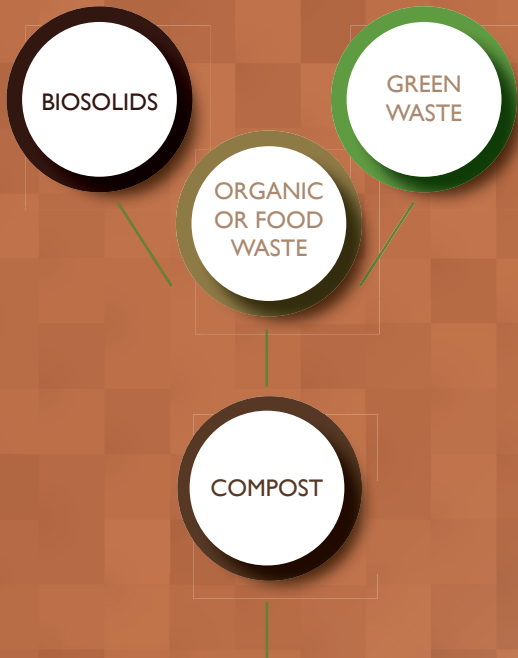 BIOSOLIDS
GREEN
WASTE
ORGANIC
OR FOOD
WASTE
COMPOST